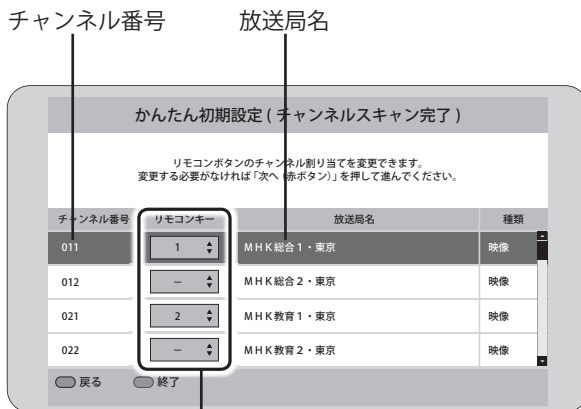 チャンネル番号 放送局名
かんたん初期設定 ( チャンネルスキャン完了 )
リモコンボタンのチャンネル割り当てを変更できます。
変更する必要がなければ「次へ (赤ボタン)」を押して進んでください。
チャンネル番号 リモコンキー 放送局名 種類
011 1 ＭＨＫ総合１・東京 映像
012 － ＭＨＫ総合２・東京 映像
021 2 ＭＨＫ教育１・東京 映像
022 － ＭＨＫ教育２・東京 映像
戻る 終了